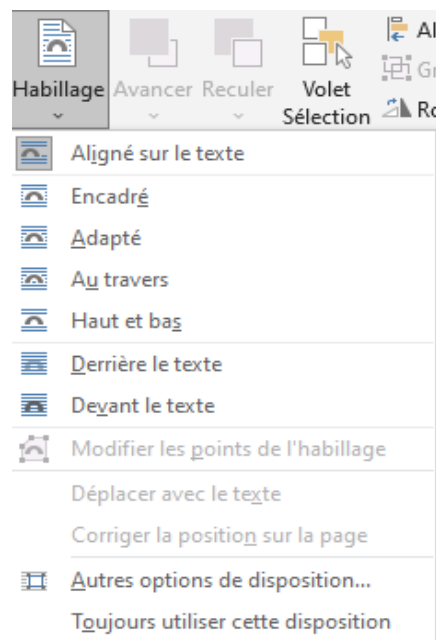 Habillage Avancer Reculer Volet Sélection
Aligné sur le texte
Encadré
Adapté
Au travers
Haut et bas
Derrière le texte
Devant le texte
Modifier les points de l'habillage
Déplacer avec le texte
Corriger la position sur la page
Autres options de disposition...
Toujours utiliser cette disposition